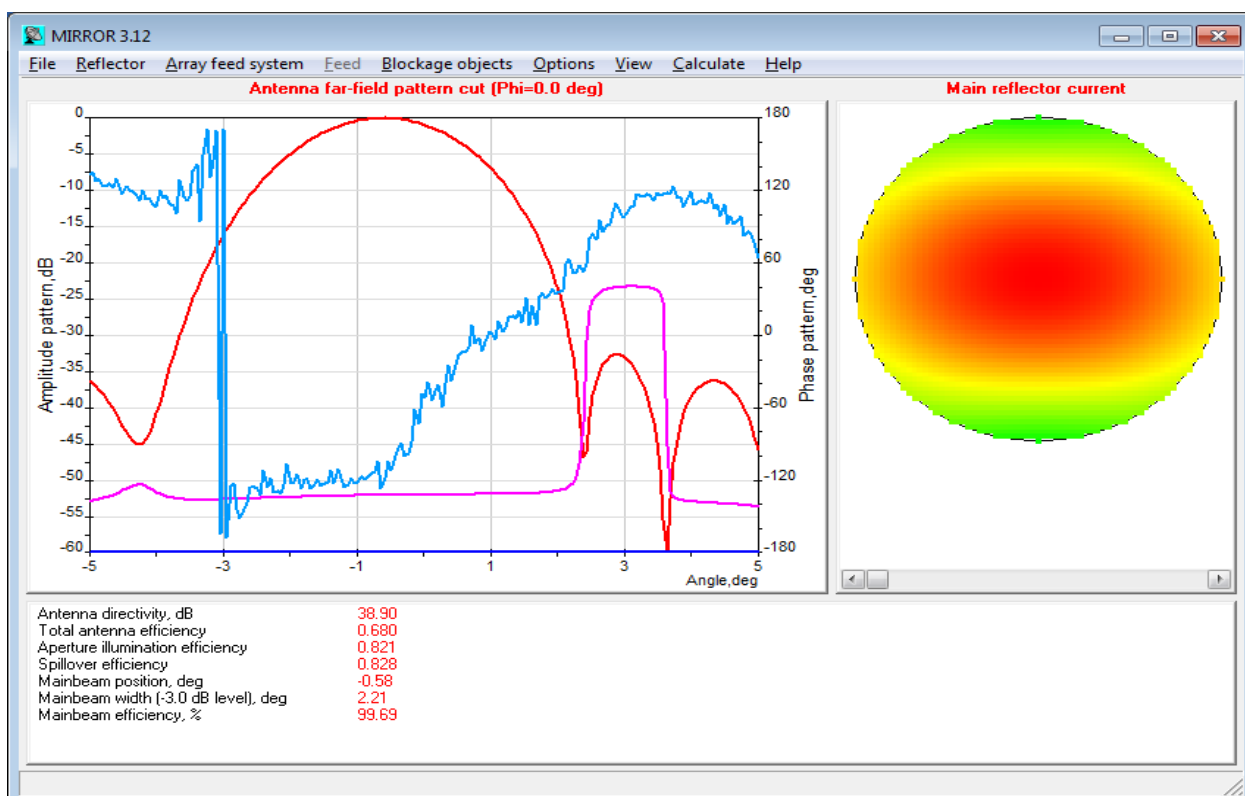 MIRROR 3.12
File Reflector Array feed system Feed Blockage objects Options View Calculate Help
Antenna far-field pattern cut (Phi=0.0 deg)
Main reflector current
Amplitude pattern,dB
0
-5
-10
-15
-20
-25
-30
-35
-40
-45
-50
-55
-60
180
120
60
0
-60
-120
-180
Phase pattern,deg
-5 -3 -1 1 3 5
Angle,deg
Antenna directivity, dB 38.90
Total antenna efficiency 0.680
Aperture illumination efficiency 0.821
Spillover efficiency 0.828
Mainbeam position, deg -0.58
Mainbeam width (-3.0 dB level), deg 2.21
Mainbeam efficiency, % 99.69